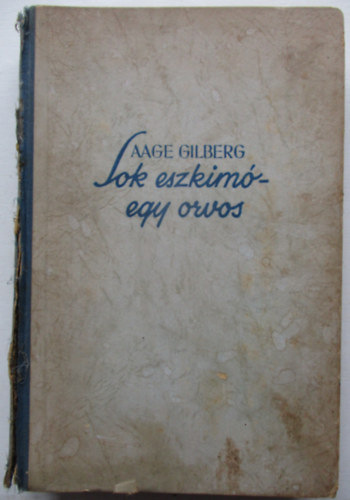 AAGE GILBERG
Sok eszkimó-
egy orvos